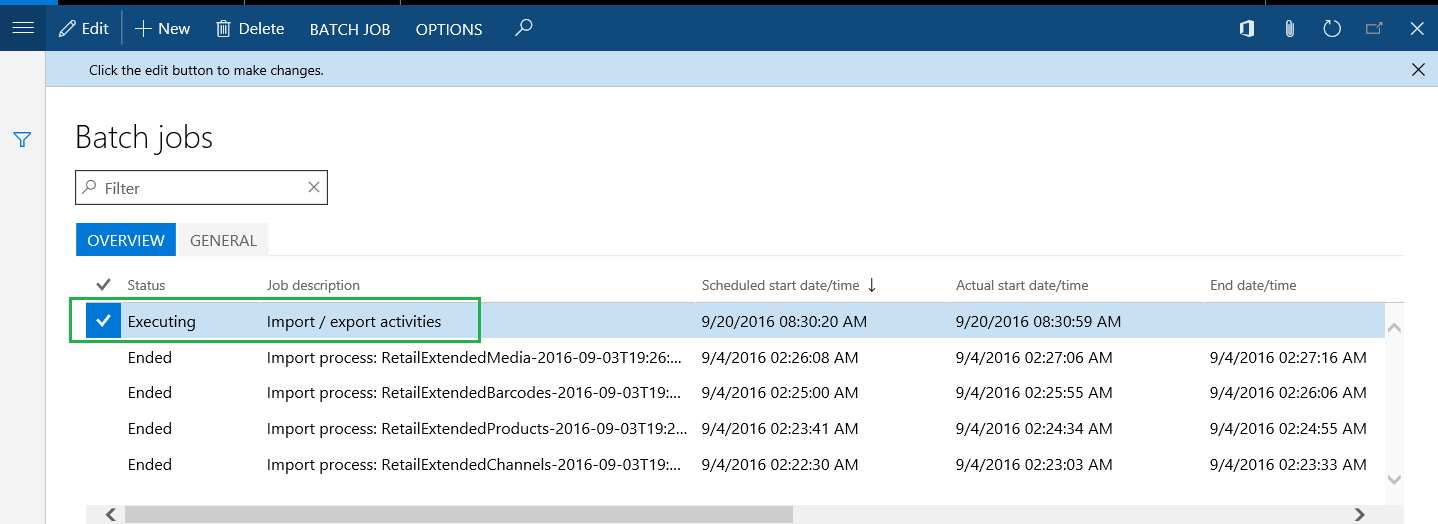 Edit New Delete BATCH JOB OPTIONS
Click the edit button to make changes.
Batch jobs
Filter
OVERVIEW GENERAL
Status Job description Scheduled start date/time Actual start date/time End date/time
Executing Import / export activities 9/20/2016 08:30:20 AM 9/20/2016 08:30:59 AM
Ended Import process: RetailExtendedMedia-2016-09-03T19:26:... 9/4/2016 02:26:08 AM 9/4/2016 02:27:06 AM 9/4/2016 02:27:16 AM
Ended Import process: RetailExtendedBarcodes-2016-09-03T19:... 9/4/2016 02:25:00 AM 9/4/2016 02:25:55 AM 9/4/2016 02:26:06 AM
Ended Import process: RetailExtendedProducts-2016-09-03T19:2... 9/4/2016 02:23:41 AM 9/4/2016 02:24:34 AM 9/4/2016 02:24:55 AM
Ended Import process: RetailExtendedChannels-2016-09-03T19:... 9/4/2016 02:22:30 AM 9/4/2016 02:23:03 AM 9/4/2016 02:23:33 AM